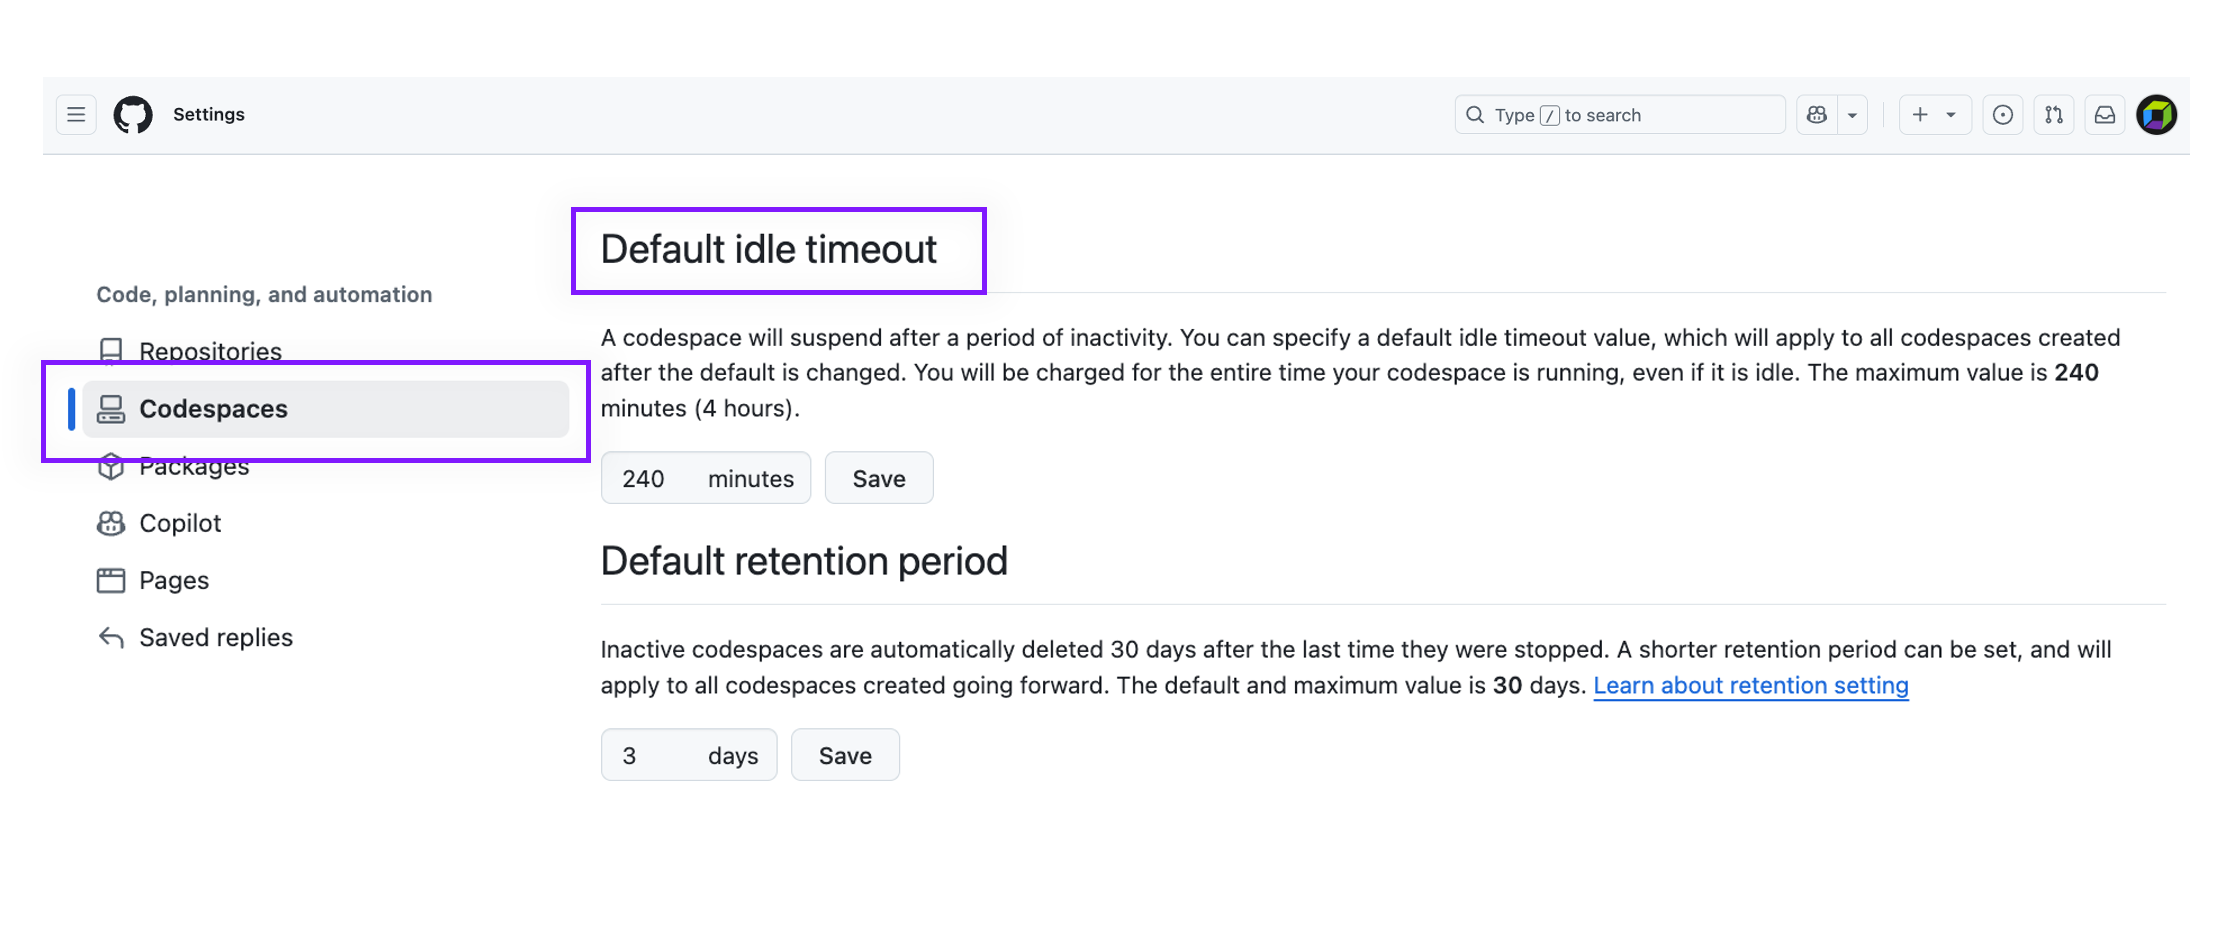 Settings
Type / to search
Default idle timeout
Code, planning, and automation
Repositories
Codespaces
Packages
Copilot
Pages
Saved replies
A codespace will suspend after a period of inactivity. You can specify a default idle timeout value, which will apply to all codespaces created
after the default is changed. You will be charged for the entire time your codespace is running, even if it is idle. The maximum value is 240
minutes (4 hours).
240 minutes Save
Default retention period
Inactive codespaces are automatically deleted 30 days after the last time they were stopped. A shorter retention period can be set, and will
apply to all codespaces created going forward. The default and maximum value is 30 days. Learn about retention setting
3 days Save